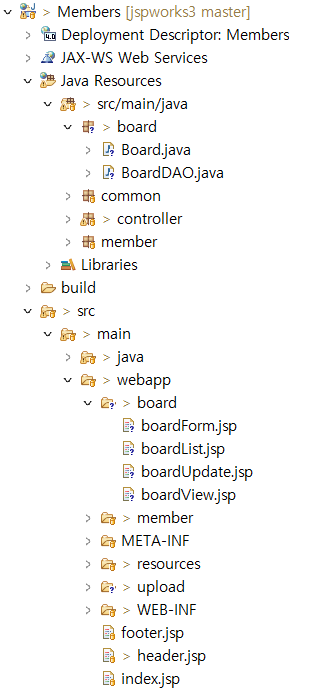 > Members [jspworks3 master]
> Deployment Descriptor: Members
> JAX-WS Web Services
Java Resources
> src/main/java
> board
Board.java
BoardDAO.java
common
> controller
member
Libraries
build
> src
> main
> java
> webapp
> board
boardForm.jsp
boardList.jsp
boardUpdate.jsp
boardView.jsp
> member
META-INF
> resources
> upload
> WEB-INF
footer.jsp
> header.jsp
index.jsp